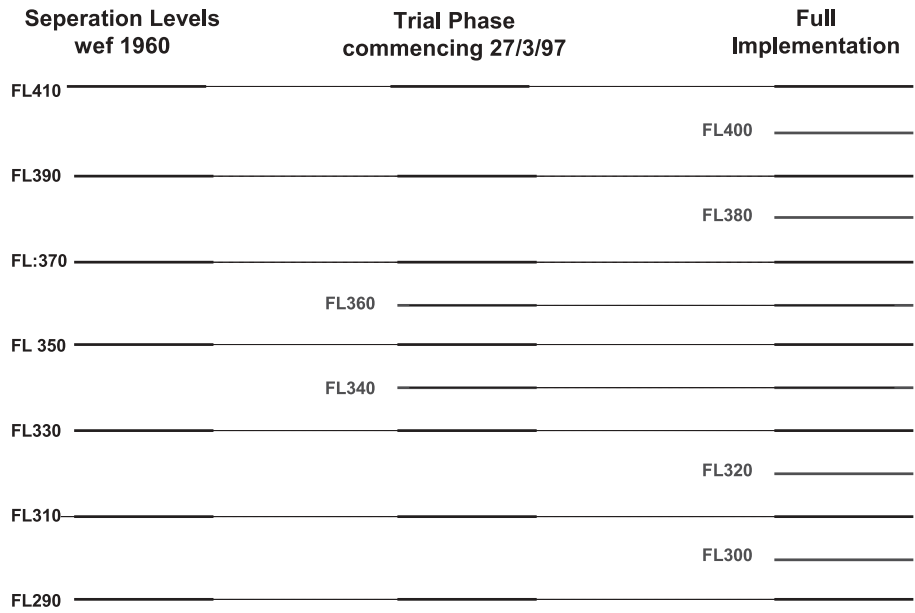 Seperation Levels
wef 1960
Trial Phase
commencing 27/3/97
Full
Implementation
FL410
FL400
FL390
FL380
FL:370
FL360
FL 350
FL340
FL330
FL320
FL310
FL300
FL290